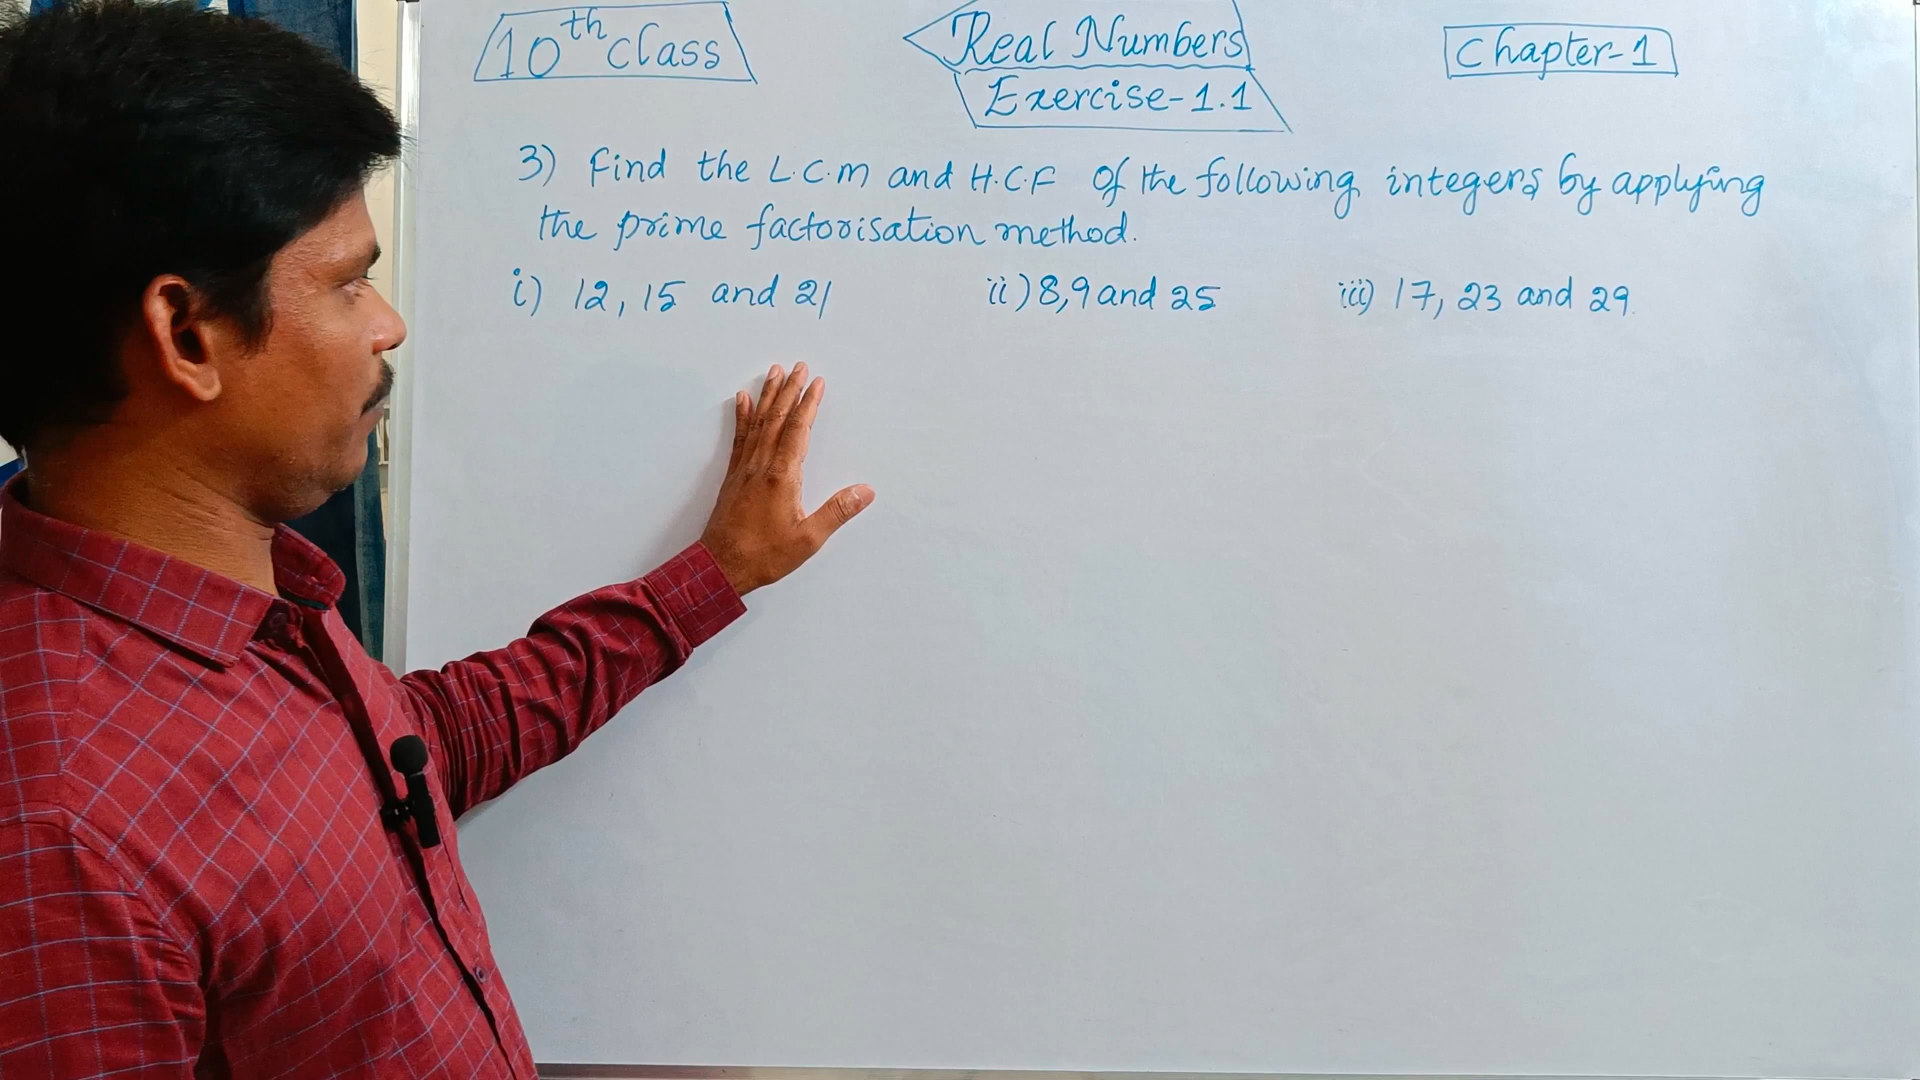 10th class
Real Numbers
Chapter-1
Exercise-1.1
3) Find the L.C.M and H.C.F Of the following integers by applying
the prime factorisation method.
i) 12, 15 and 21 ii) 8,9 and 25 iii) 17, 23 and 29.